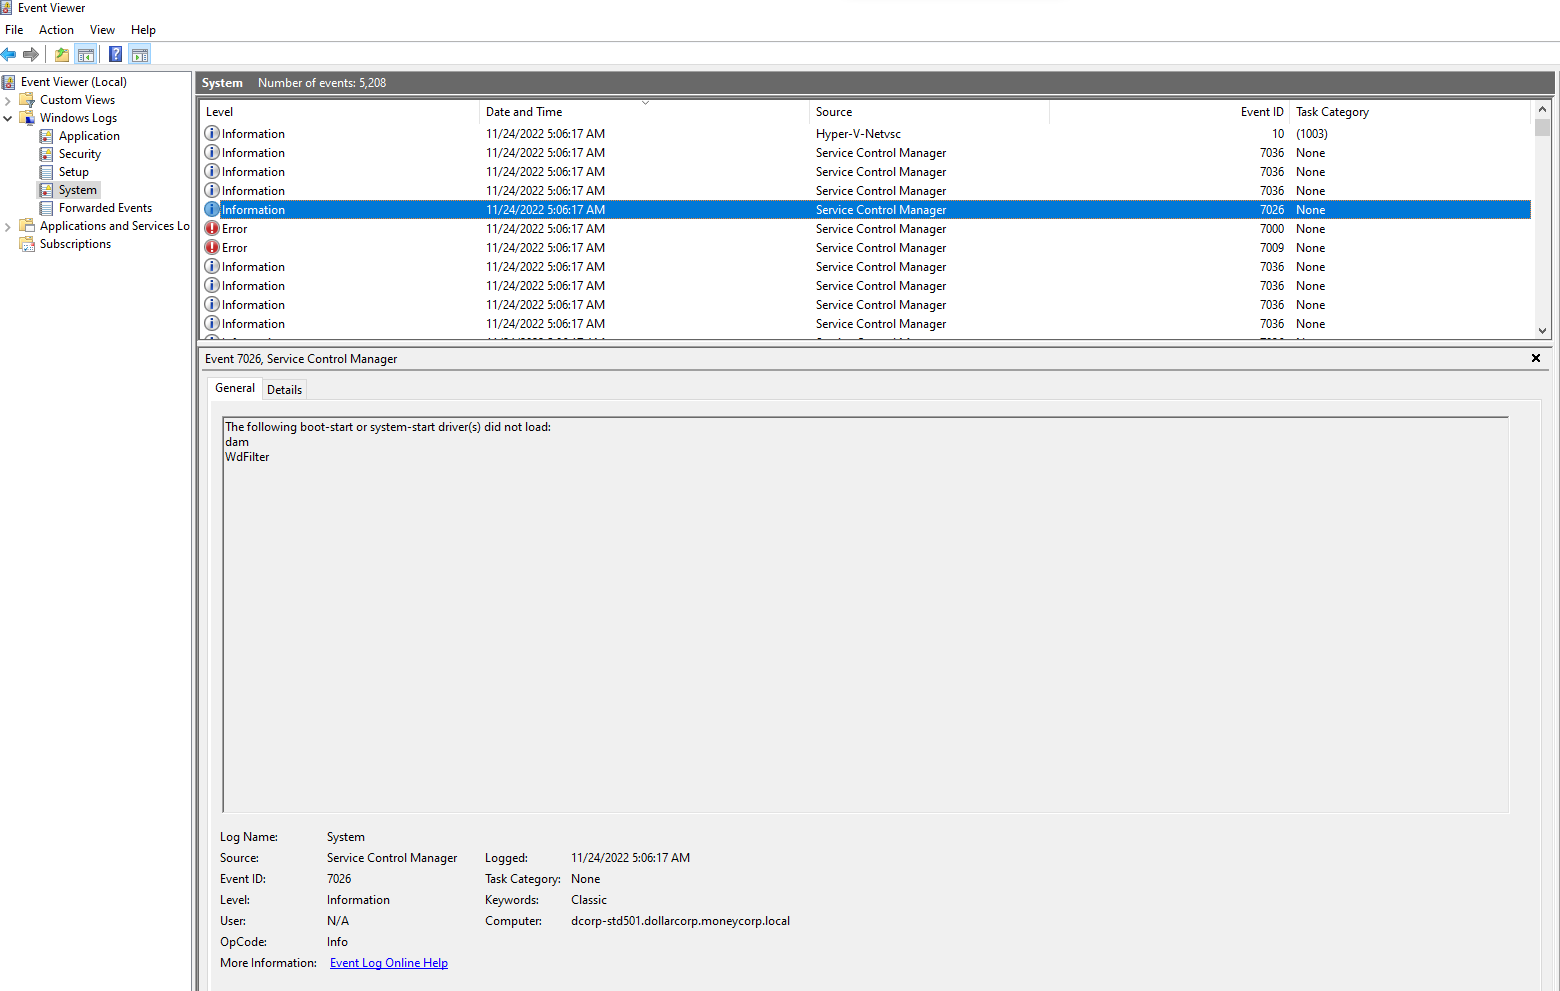 Event Viewer
File Action View Help
Event Viewer (Local)
Custom Views
Windows Logs
Application
Security
Setup
System
Forwarded Events
Applications and Services Lo
Subscriptions
System Number of events: 5,208
Level Date and Time Source Event ID Task Category
Information 11/24/2022 5:06:17 AM Hyper-V-Netvsc 10 (1003)
Information 11/24/2022 5:06:17 AM Service Control Manager 7036 None
Information 11/24/2022 5:06:17 AM Service Control Manager 7036 None
Information 11/24/2022 5:06:17 AM Service Control Manager 7036 None
Information 11/24/2022 5:06:17 AM Service Control Manager 7026 None
Error 11/24/2022 5:06:17 AM Service Control Manager 7000 None
Error 11/24/2022 5:06:17 AM Service Control Manager 7009 None
Information 11/24/2022 5:06:17 AM Service Control Manager 7036 None
Information 11/24/2022 5:06:17 AM Service Control Manager 7036 None
Information 11/24/2022 5:06:17 AM Service Control Manager 7036 None
Information 11/24/2022 5:06:17 AM Service Control Manager 7036 None
Event 7026, Service Control Manager
General Details
The following boot-start or system-start driver(s) did not load:
dam
WdFilter
Log Name: System
Source: Service Control Manager Logged: 11/24/2022 5:06:17 AM
Event ID: 7026 Task Category: None
Level: Information Keywords: Classic
User: N/A Computer: dcorp-std501.dollarcorp.moneycorp.local
OpCode: Info
More Information: Event Log Online Help